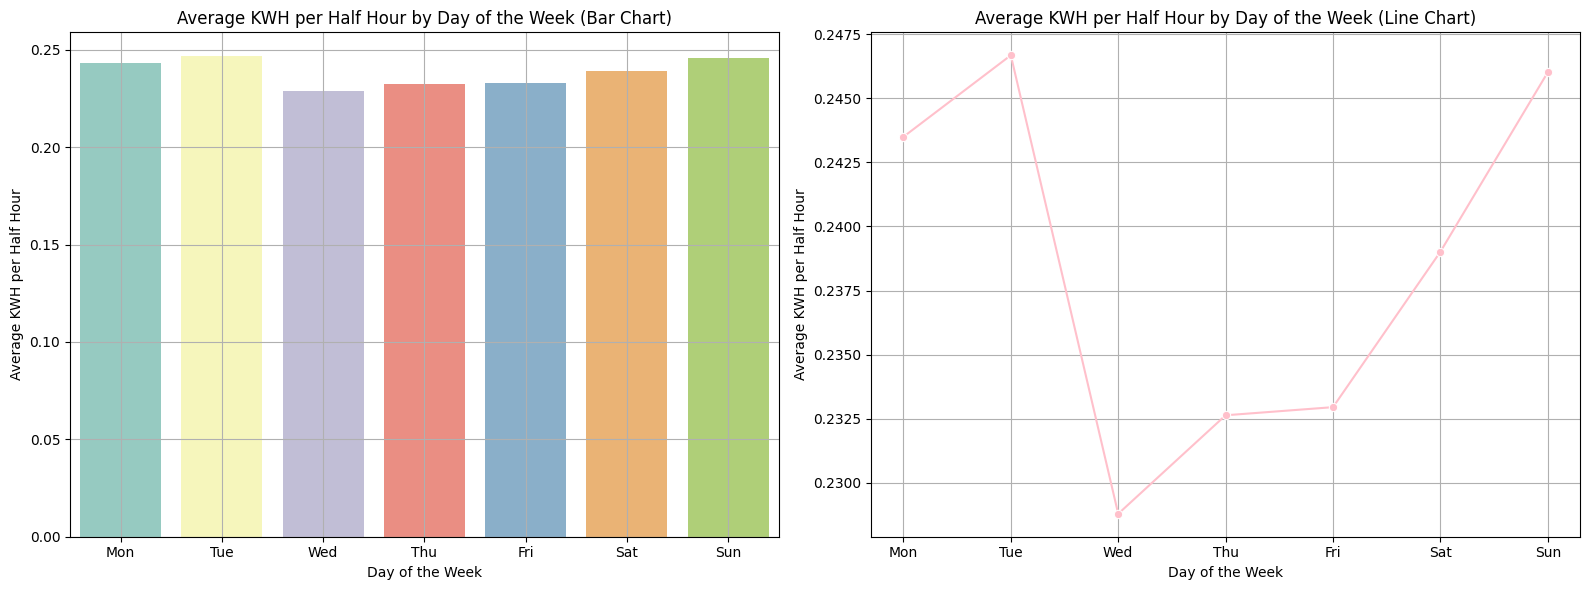 Average KWH per Half Hour by Day of the Week (Bar Chart)
Average KWH per Half Hour
0.25
0.20
0.15
0.10
0.05
0.00
Mon Tue Wed Thu Fri Sat Sun
Day of the Week
Average KWH per Half Hour by Day of the Week (Line Chart)
Average KWH per Half Hour
0.2475
0.2450
0.2425
0.2400
0.2375
0.2350
0.2325
0.2300
Mon Tue Wed Thu Fri Sat Sun
Day of the Week